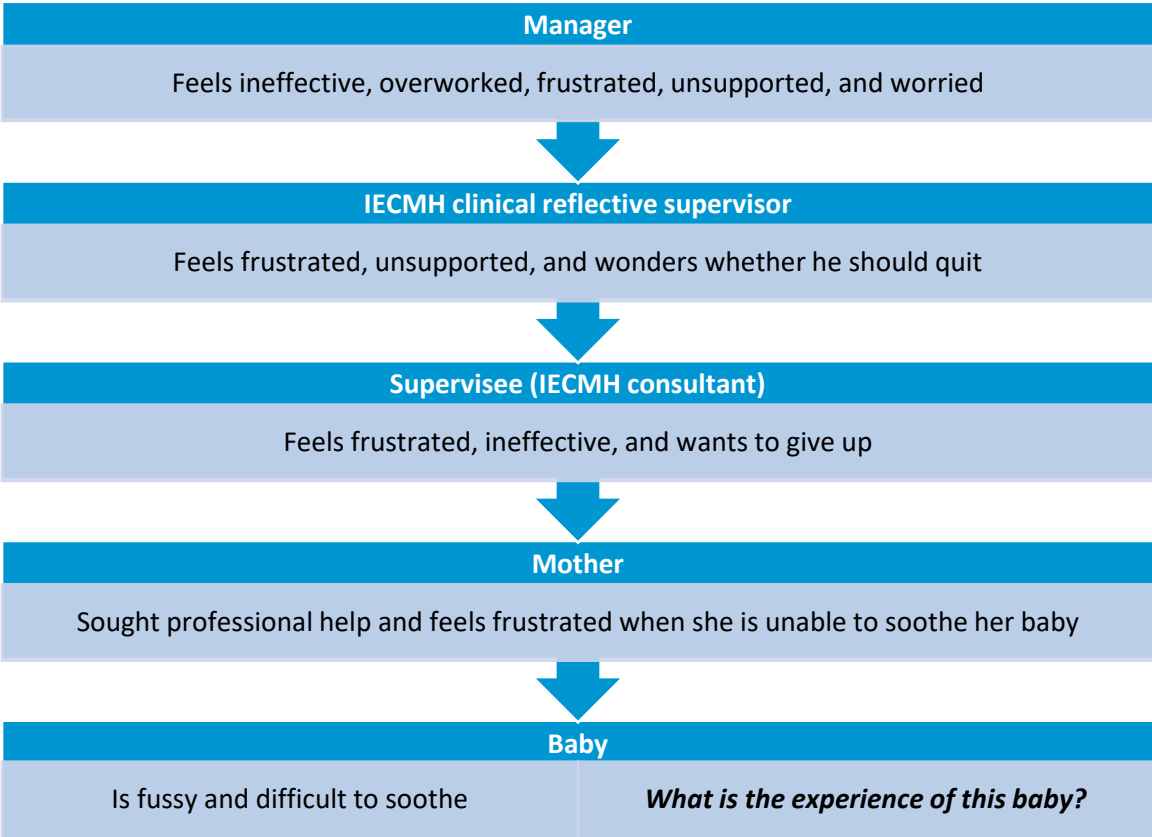 Manager
Feels ineffective, overworked, frustrated, unsupported, and worried
IECMH clinical reflective supervisor
Feels frustrated, unsupported, and wonders whether he should quit
Supervisee (IECMH consultant)
Feels frustrated, ineffective, and wants to give up
Mother
Sought professional help and feels frustrated when she is unable to soothe her baby
Baby
Is fussy and difficult to soothe
What is the experience of this baby?